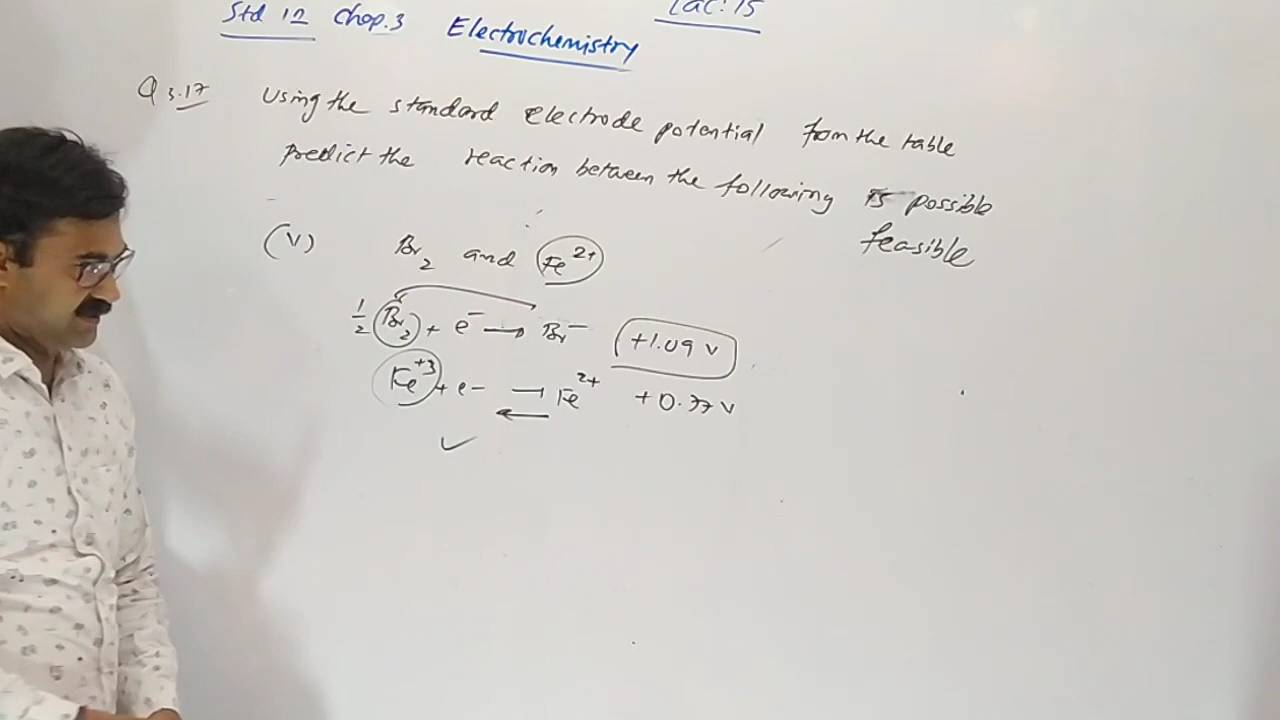 Std 12 Chap.3 Electrochemistry Lac: 15
Q 3.17 Using the standard Electrode potential from the table
Predict the reaction between the following is possible
feasible
(V) Br₂ and Fe²⁺
½ Br₂ + e⁻ → Br⁻ +1.09 V
Fe⁺³ + e⁻ → Fe²⁺ +0.77 V
←
✓